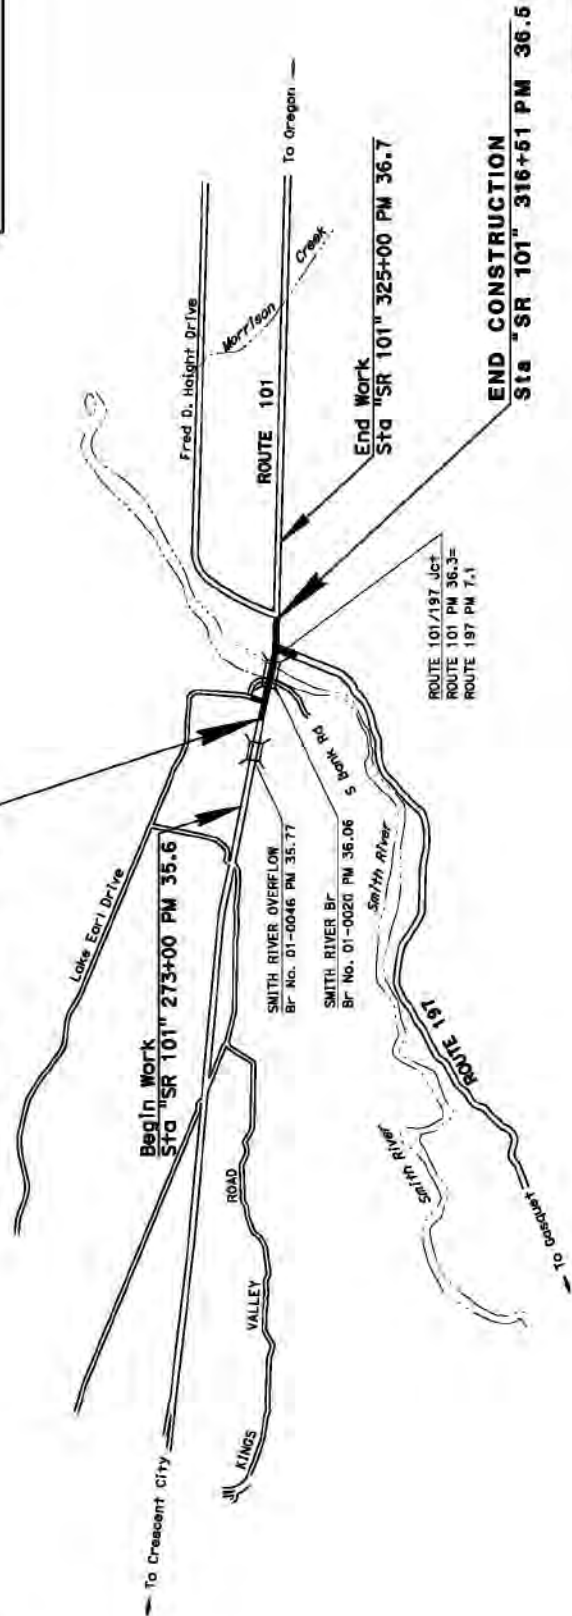 To Oregon
Fred D. Haight Drive
Morrison Creek
ROUTE 101
End Work
Sta "SR 101" 325+00 PM 36.7
END CONSTRUCTION
Sta "SR 101" 316+51 PM 36.5
ROUTE 101/197 Jct
ROUTE 101 PM 36.3=
ROUTE 197 PM 7.1
Lake Earl Drive
Begin Work
Sta "SR 101" 273+00 PM 35.6
SMITH RIVER OVERFLOW
Br No. 01-0046 PM 35.77
SMITH RIVER Br
Br No. 01-0020 PM 36.06
S Bank Rd
Smith River
ROUTE 197
Smith River
To Gasquet
To Crescent City
KINGS VALLEY ROAD